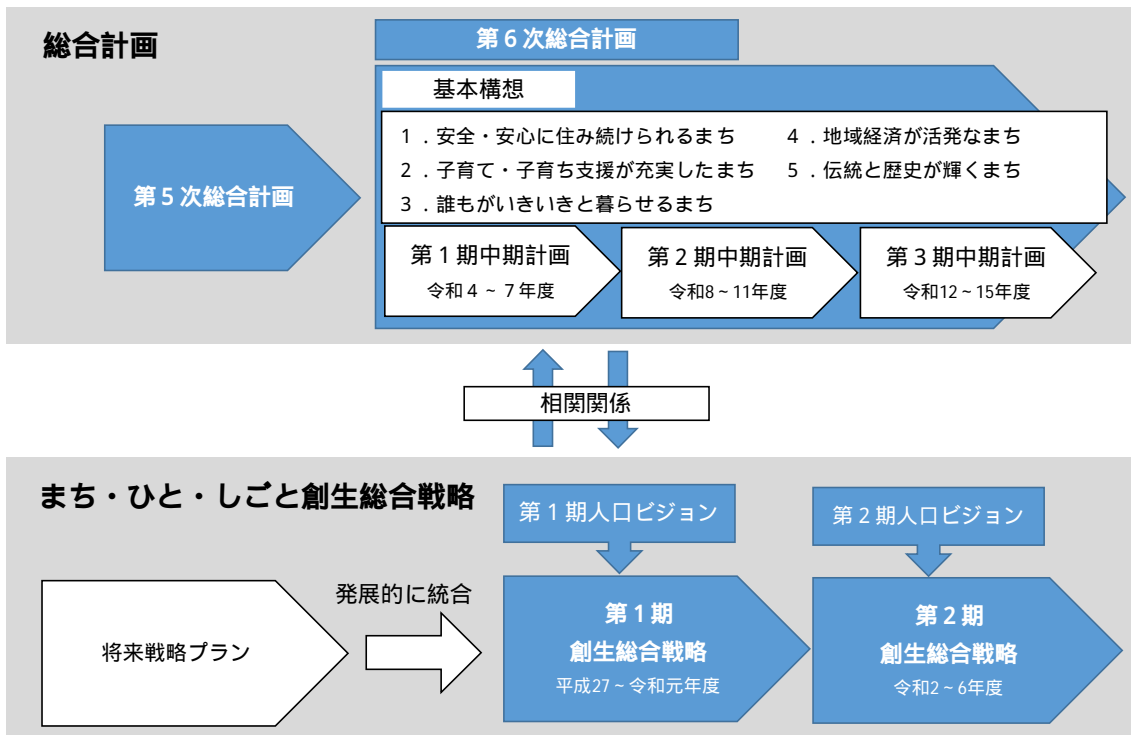 総合計画
第6次総合計画
基本構想
1．安全・安心に住み続けられるまち
2．子育て・子育ち支援が充実したまち
3．誰もがいきいきと暮らせるまち
4．地域経済が活発なまち
5．伝統と歴史が輝くまち
第5次総合計画
第1期中期計画
令和4～7年度
第2期中期計画
令和8～11年度
第3期中期計画
令和12～15年度
相関関係
まち・ひと・しごと創生総合戦略
第1期人口ビジョン
第2期人口ビジョン
将来戦略プラン
発展的に統合
第1期
創生総合戦略
平成27～令和元年度
第2期
創生総合戦略
令和2～6年度